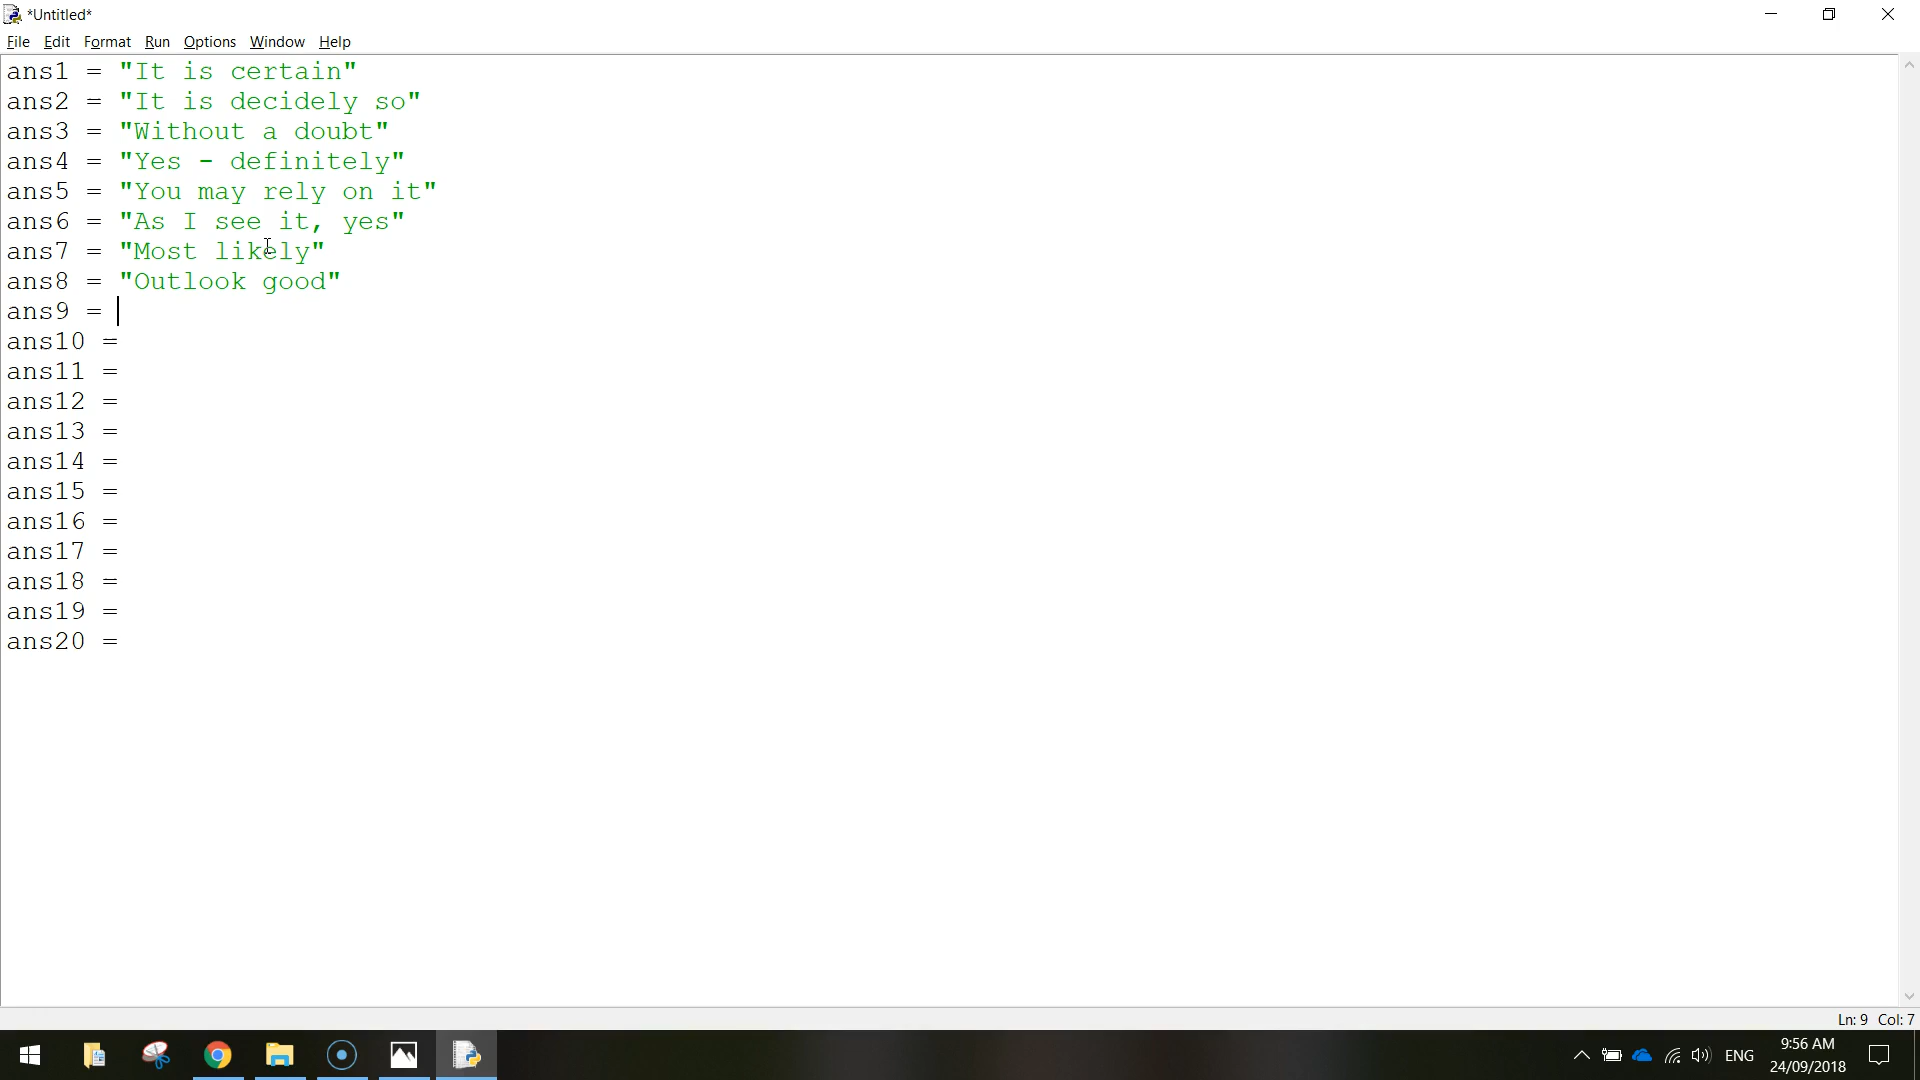 *Untitled*
File Edit Format Run Options Window Help
ans1 = "It is certain"
ans2 = "It is decidely so"
ans3 = "Without a doubt"
ans4 = "Yes - definitely"
ans5 = "You may rely on it"
ans6 = "As I see it, yes"
ans7 = "Most likely"
ans8 = "Outlook good"
ans9 =
ans10 =
ans11 =
ans12 =
ans13 =
ans14 =
ans15 =
ans16 =
ans17 =
ans18 =
ans19 =
ans20 =
Ln: 9 Col: 7
ENG
9:56 AM
24/09/2018